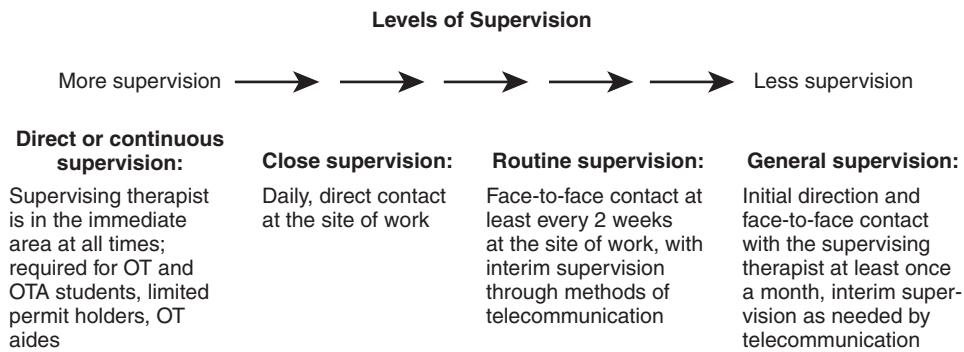 Levels of Supervision
More supervision
Less supervision
Direct or continuous
supervision:
Supervising therapist
is in the immediate
area at all times;
required for OT and
OTA students, limited
permit holders, OT
aides
Close supervision:
Daily, direct contact
at the site of work
Routine supervision:
Face-to-face contact at
least every 2 weeks
at the site of work, with
interim supervision
through methods of
telecommunication
General supervision:
Initial direction and
face-to-face contact
with the supervising
therapist at least once
a month, interim super-
vision as needed by
telecommunication